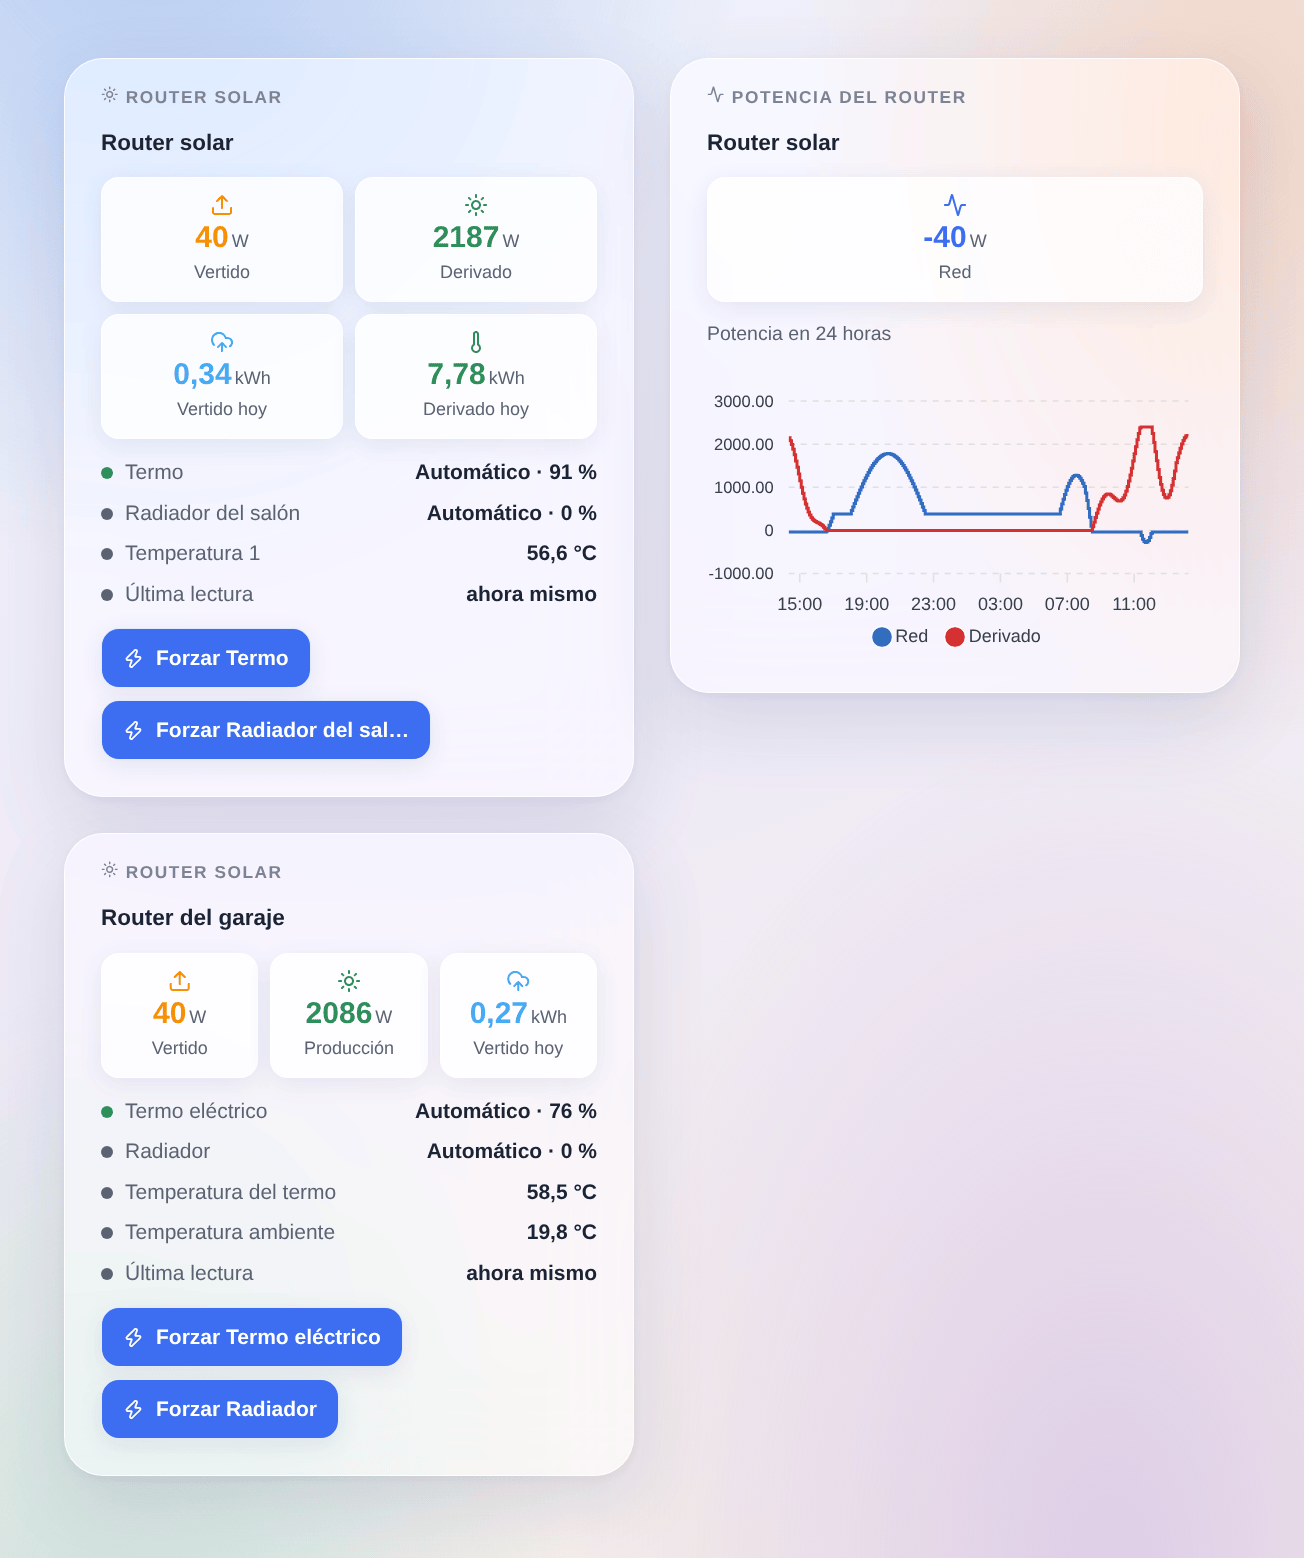 ROUTER SOLAR
Router solar
40 W
Vertido
2187 W
Derivado
0,34 kWh
Vertido hoy
7,78 kWh
Derivado hoy
Termo Automático · 91 %
Radiador del salón Automático · 0 %
Temperatura 1 56,6 °C
Última lectura ahora mismo
Forzar Termo
Forzar Radiador del sal…
POTENCIA DEL ROUTER
Router solar
-40 W
Red
Potencia en 24 horas
3000.00
2000.00
1000.00
0
-1000.00
15:00 19:00 23:00 03:00 07:00 11:00
Red Derivado
ROUTER SOLAR
Router del garaje
40 W
Vertido
2086 W
Producción
0,27 kWh
Vertido hoy
Termo eléctrico Automático · 76 %
Radiador Automático · 0 %
Temperatura del termo 58,5 °C
Temperatura ambiente 19,8 °C
Última lectura ahora mismo
Forzar Termo eléctrico
Forzar Radiador